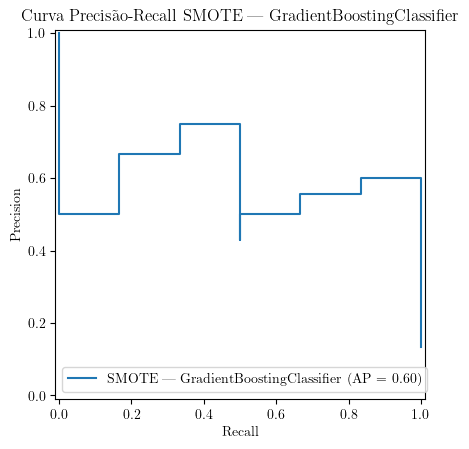 Curva Precisão-Recall SMOTE — GradientBoostingClassifier
1.0
0.8
0.6
0.4
0.2
0.0
Precision
SMOTE — GradientBoostingClassifier (AP = 0.60)
0.0 0.2 0.4 0.6 0.8 1.0
Recall